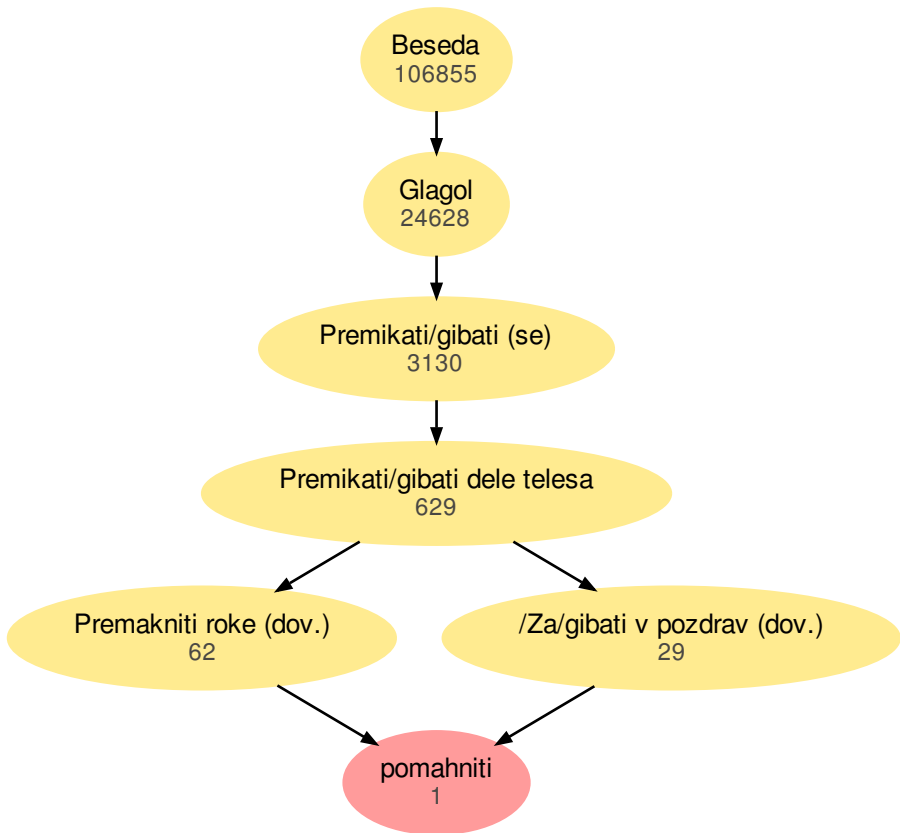 Beseda
106855
Glagol
24628
Premikati/gibati (se)
3130
Premikati/gibati dele telesa
629
Premakniti roke (dov.)
62
/Za/gibati v pozdrav (dov.)
29
pomahniti
1